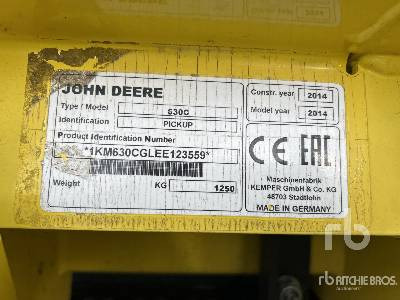 JOHN DEERE
Type / Model S30C
Identification PICKUP
Product Identification Number
*1KM630CGLEE123559*
Weight KG 1250
Constr. year 2014
Model year 2014
CE EAC
Maschinenfabrik
KEMPER GmbH & Co. KG
48703 Stadtlohn
MADE IN GERMANY
rb
RITCHIE BROS.